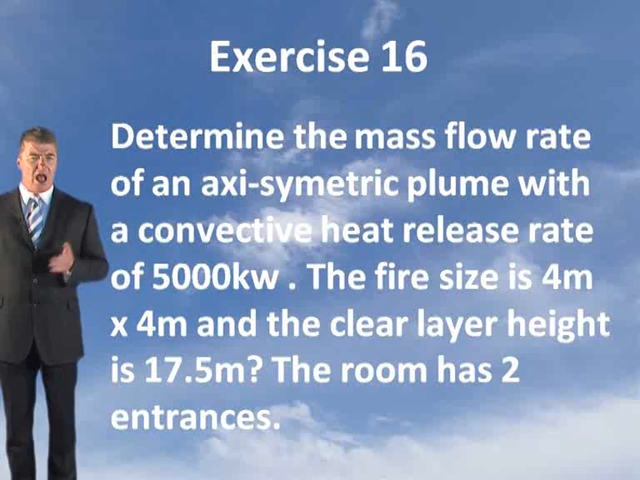 Exercise 16
Determine the mass flow rate
of an axi-symetric plume with
a convective heat release rate
of 5000kw . The fire size is 4m
x 4m and the clear layer height
is 17.5m? The room has 2
entrances.